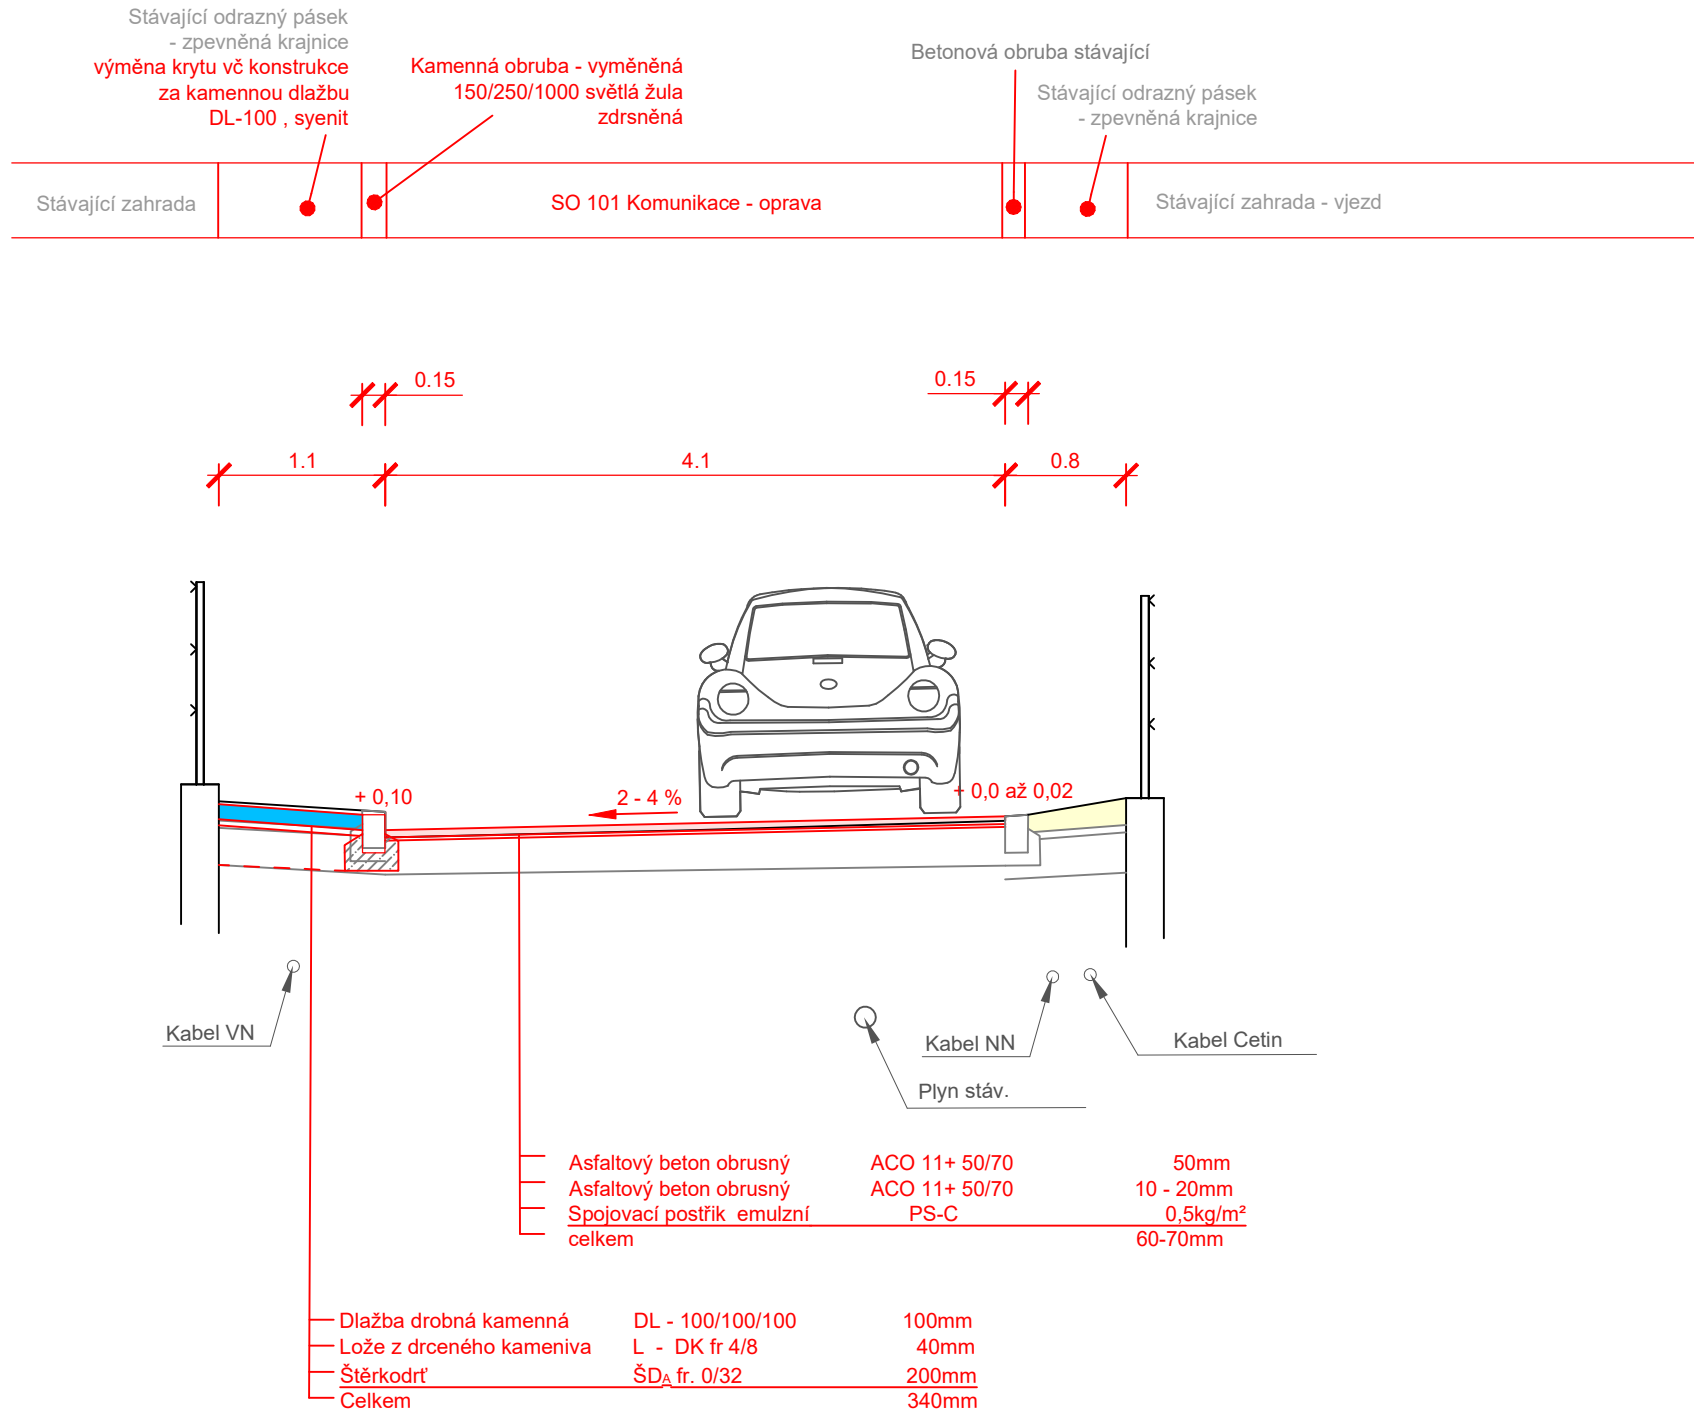 Stávající odrazný pásek
- zpevněná krajnice
výměna krytu vč konstrukce
za kamennou dlažbu
DL-100 , syenit
Kamenná obruba - vyměněná
150/250/1000 světlá žula
zdrsněná
Betonová obruba stávající
Stávající odrazný pásek
- zpevněná krajnice
Stávající zahrada
SO 101 Komunikace - oprava
Stávající zahrada - vjezd
0.15
0.15
1.1
4.1
0.8
+ 0,10
2 - 4 %
+ 0,0 až 0,02
Kabel VN
Kabel NN
Kabel Cetin
Plyn stáv.
Asfaltový beton obrusný ACO 11+ 50/70 50mm
Asfaltový beton obrusný ACO 11+ 50/70 10 - 20mm
Spojovací postřik emulzní PS-C 0,5kg/m²
celkem 60-70mm
Dlažba drobná kamenná DL - 100/100/100 100mm
Lože z drceného kameniva L - DK fr 4/8 40mm
Štěrkodrť ŠDA fr. 0/32 200mm
Celkem 340mm